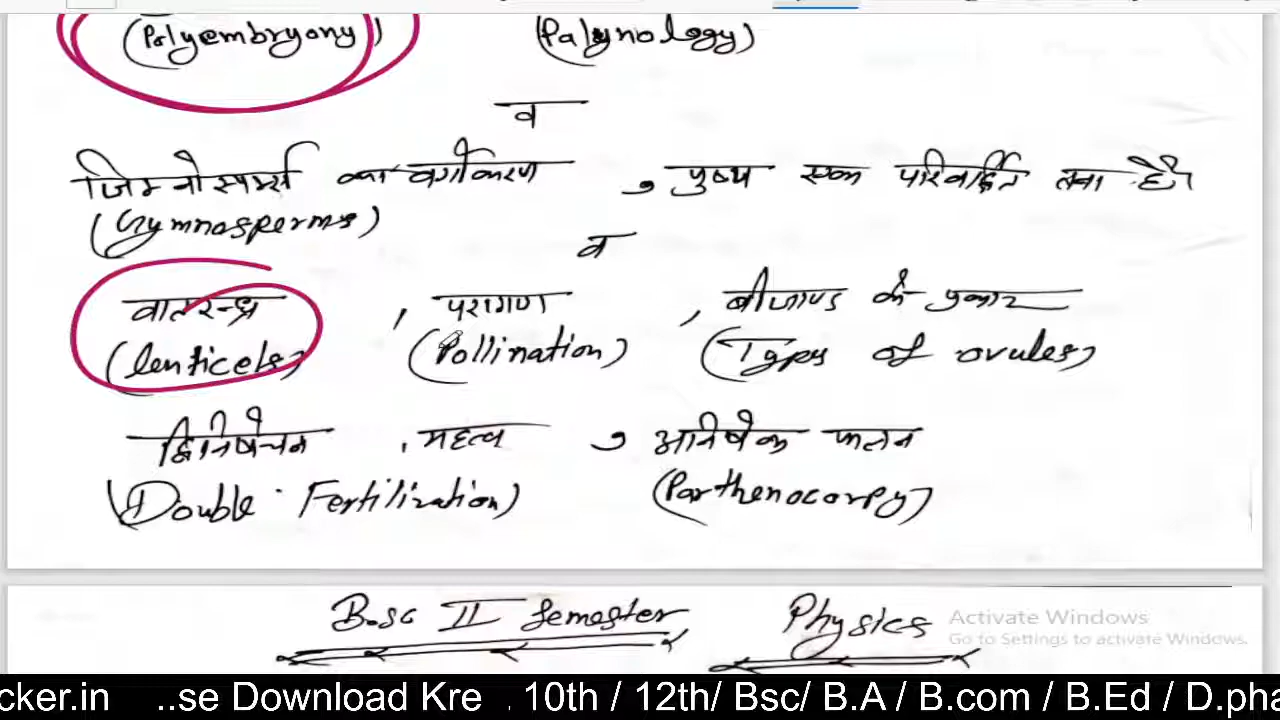 (Polyembryony) (Palynology)
व
जिम्नोस्पर्म्स का वर्गीकरण , पुष्प एक परिवर्द्धित तना है।
(Gymnosperms) व
वातरन्ध्र , परागण , बीजाण्ड के प्रकार
(lenticels) (Pollination) (Types of ovules)
द्विनिषेचन , महत्व , अनिषेक फलन
(Double Fertilization) (Parthenocarpy)
B.sc II Semester Physics
Activate Windows
Go to Settings to activate Windows.
cker.in ..se Download Kre . 10th / 12th/ Bsc/ B.A / B.com / B.Ed / D.pha